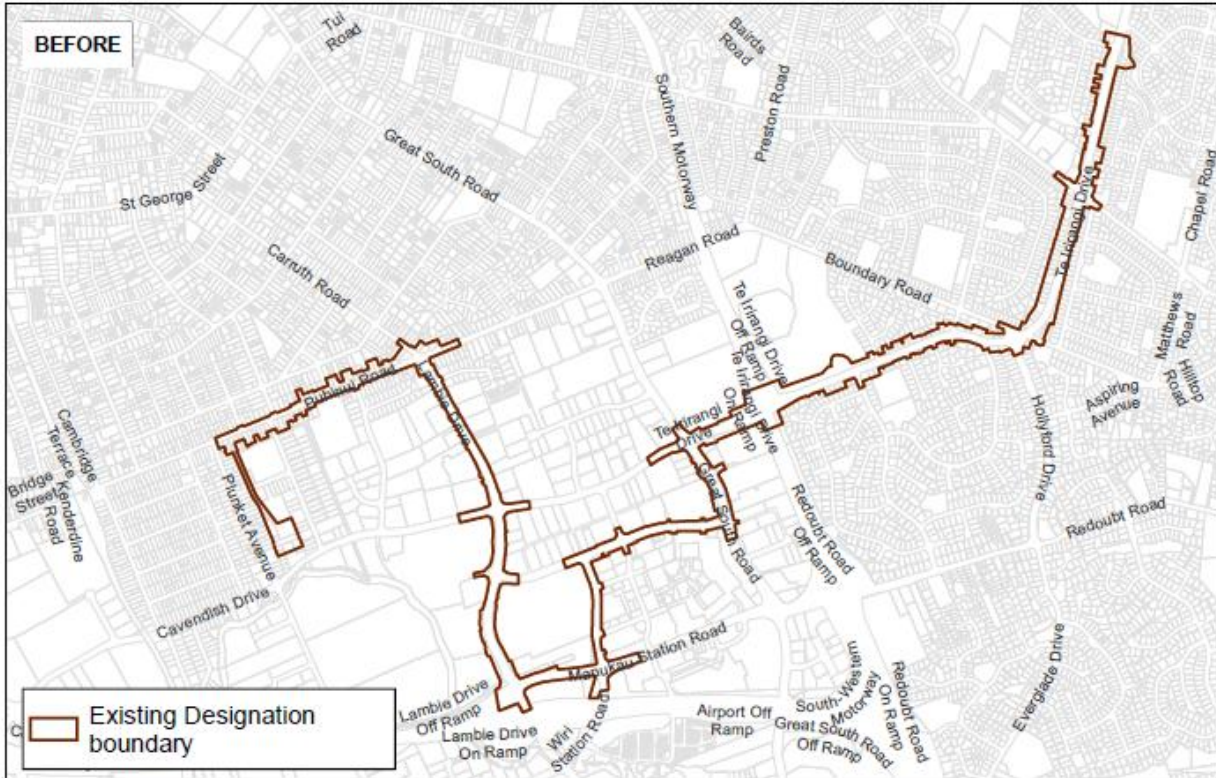 BEFORE
Tui
Road
Bairds
Road
Preston Road
Southern Motorway
Great South Road
St George Street
Chapel Road
Te Irirangi Drive
Reagan Road
Boundary Road
Carruth Road
Te Irirangi Drive
Off Ramp
Te Irirangi Drive
On Ramp
Matthews
Road
Hilltop
Road
Aspiring
Avenue
Puhinui Road
Lambie Drive
Te Irirangi
Drive
Hollyford Drive
Cambridge
Terrace
Kenderdine
Road
Bridge
Street
Plunket Avenue
Great South Road
Redoubt Road
Off Ramp
Redoubt Road
Cavendish Drive
Manukau Station Road
Everglade Drive
Lambie Drive
Off Ramp
Lambie Drive
On Ramp
Wiri
Station Road
Airport Off
Ramp
South-Western
Motorway
Great South Road
Off Ramp
Redoubt Road
On Ramp
Existing Designation
boundary